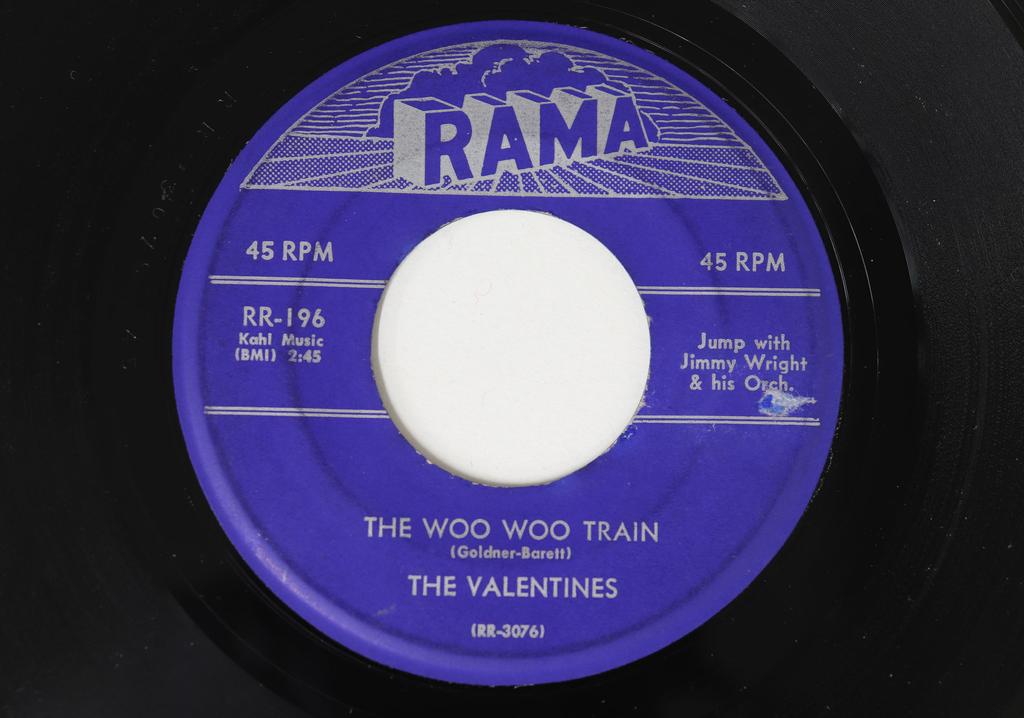 RAMA
45 RPM
45 RPM
RR-196
Kahl Music
(BMI) 2:45
Jump with
Jimmy Wright
& his Orch.
THE WOO WOO TRAIN
(Goldner-Barett)
THE VALENTINES
(RR-3076)